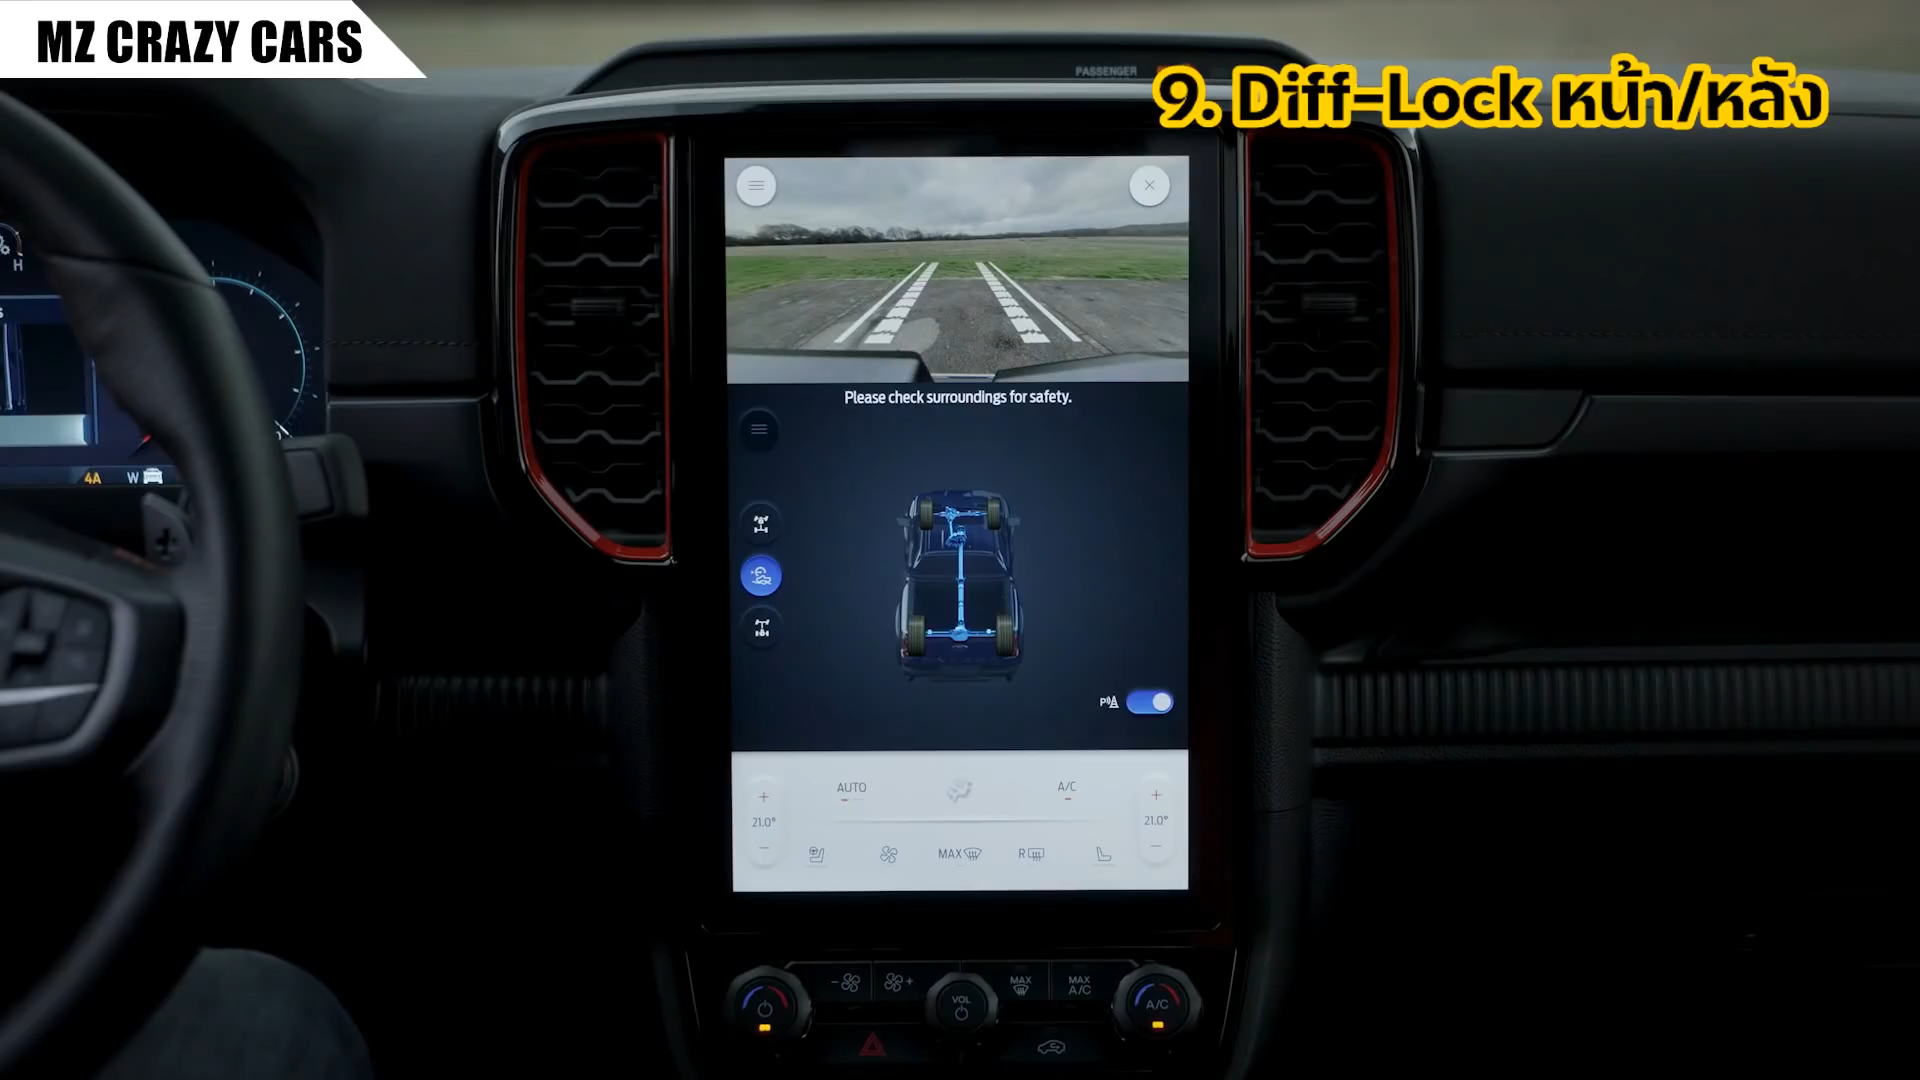 MZ CRAZY CARS
PASSENGER
9. Diff-Lock หน้า/หลัง
H
Please check surroundings for safety.
4A W
AUTO
A/C
21.0°
21.0°
MAX
R
MAX
MAX A/C
VOL
A/C